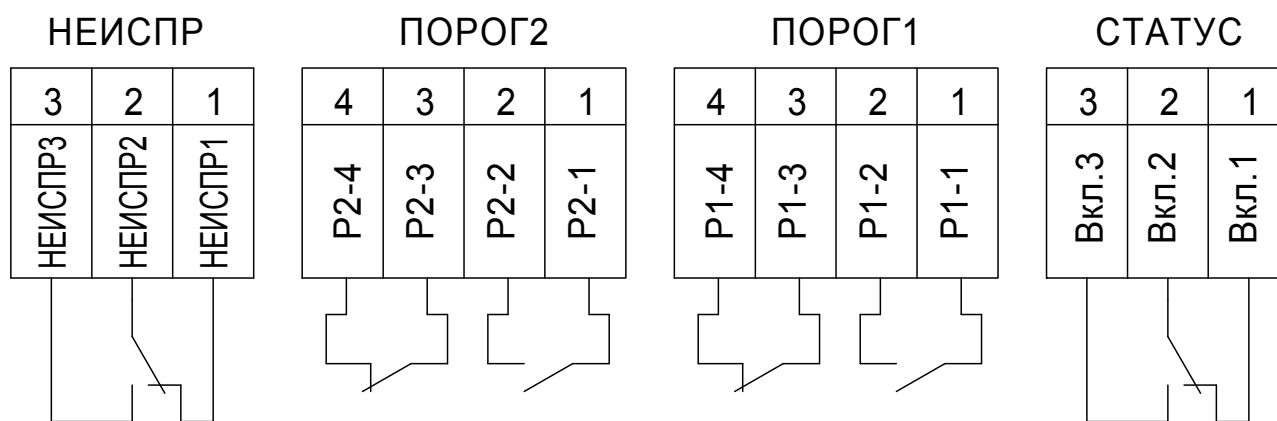 НЕИСПР ПОРОГ2 ПОРОГ1 СТАТУС
3 2 1 4 3 2 1 4 3 2 1 3 2 1
НЕИСПР3 НЕИСПР2 НЕИСПР1 Р2-4 Р2-3 Р2-2 Р2-1 Р1-4 Р1-3 Р1-2 Р1-1 Вкл.3 Вкл.2 Вкл.1